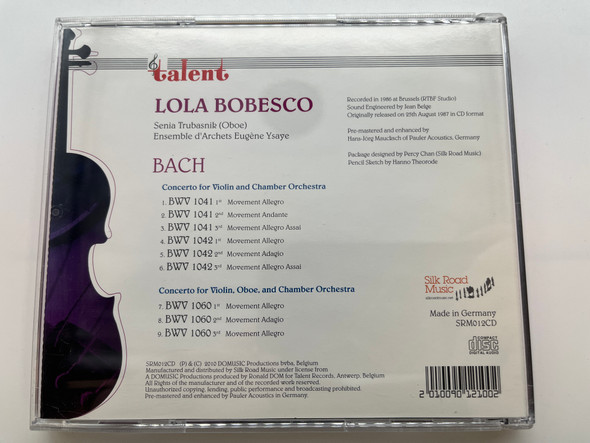 talent
LOLA BOBESCO
Senia Trubasnik (Oboe)
Ensemble d'Archets Eugène Ysaye
Recorded in 1986 at Brussels (RTBF Studio)
Sound Engineered by Jean Belge
Originally released on 25th August 1987 in CD format
Pre-mastered and enhanced by
Hans-Jörg Maucksch of Pauler Acoustics, Germany
Package designed by Percy Chan (Silk Road Music)
Pencil Sketch by Hanno Theorode
BACH
Concerto for Violin and Chamber Orchestra
1. BWV 1041 1st Movement Allegro
2. BWV 1041 2nd Movement Andante
3. BWV 1041 3rd Movement Allegro Assai
4. BWV 1042 1st Movement Allegro
5. BWV 1042 2nd Movement Adagio
6. BWV 1042 3rd Movement Allegro Assai
Concerto for Violin, Oboe, and Chamber Orchestra
7. BWV 1060 1st Movement Allegro
8. BWV 1060 2nd Movement Adagio
9. BWV 1060 3rd Movement Allegro
Silk Road
Music
Made in Germany
SRM012CD
COMPACT
disc
DIGITAL AUDIO
SRM012CD (P) & (C) 2010 DOMUSIC Productions bvba, Belgium
Manufactured and distributed by Silk Road Music under license from
A DOMUSIC Productions produced by Ronald DOM for Talent Records, Antwerp, Belgium
All Rights of the manufacturer and of the recorded work reserved.
Unauthorized copying, lending, public performance and broadcasting prohibited.
Pre-mastered and enhanced by Pauler Acoustics in Germany.
2 010090 121002